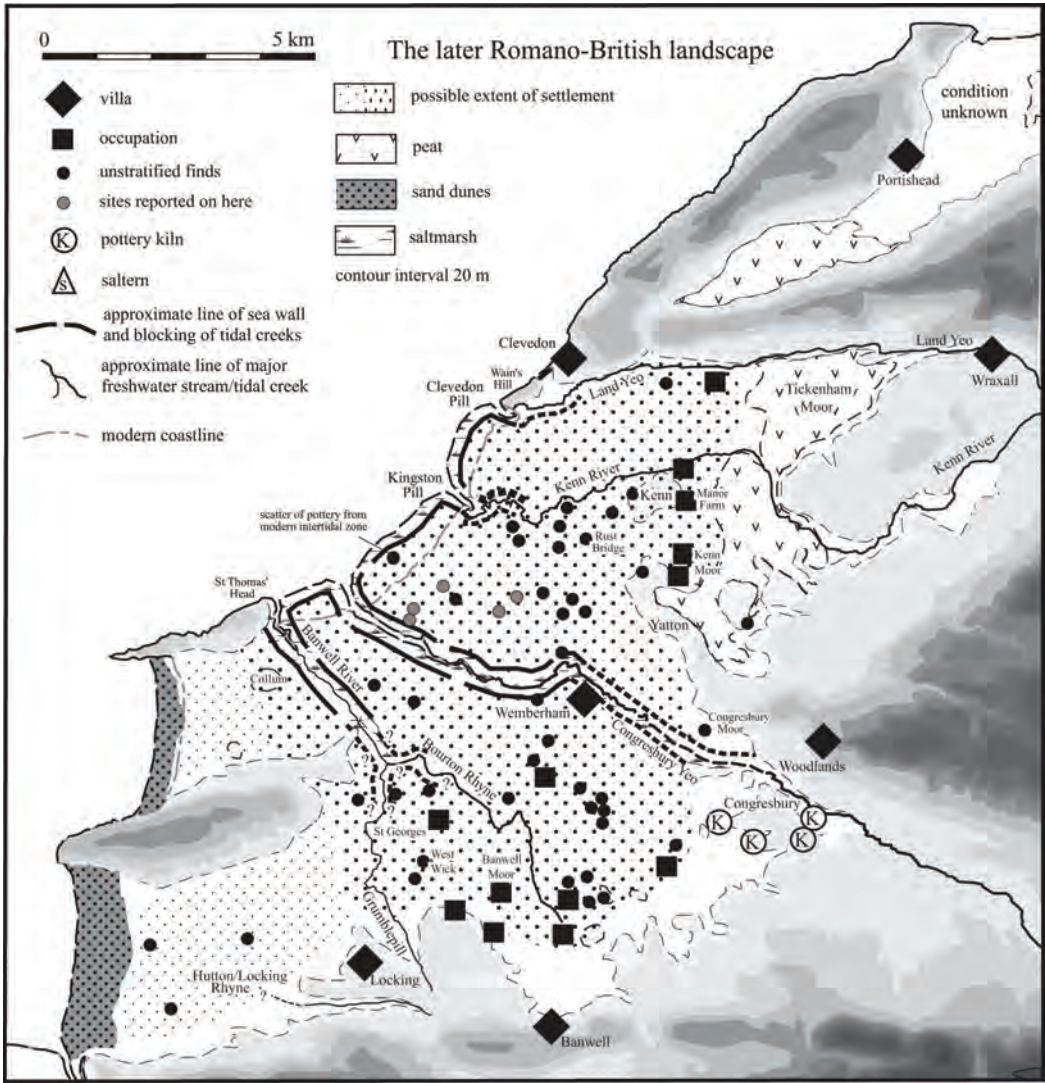 0 5 km
The later Romano-British landscape
villa
occupation
unstratified finds
sites reported on here
K
pottery kiln
s
saltern
approximate line of sea wall
and blocking of tidal creeks
approximate line of major
freshwater stream/tidal creek
modern coastline
possible extent of settlement
peat
sand dunes
saltmarsh
contour interval 20 m
condition
unknown
Portishead
Clevedon
Wain's
Hill
Land Yeo
Land Yeo
Wraxall
Clevedon
Pill
Tickenham
Moor
Kenn River
Kenn River
Kingston
Pill
Kenn
Manor
Farm
scatter of pottery from
modern intertidal zone
Rust
Bridge
Kenn
Moor
St Thomas'
Head
Yatton
Banwell River
Collum
Wemberham
Congresbury
Moor
Congresbury Yeo
Woodlands
Bourton Rhyne
?
?
?
?
?
?
?
Congresbury
K
K
K
K
St Georges
West
Wick
Banwell
Moor
Grumblepill
Locking
Hutton/Locking
Rhyne
?
Banwell